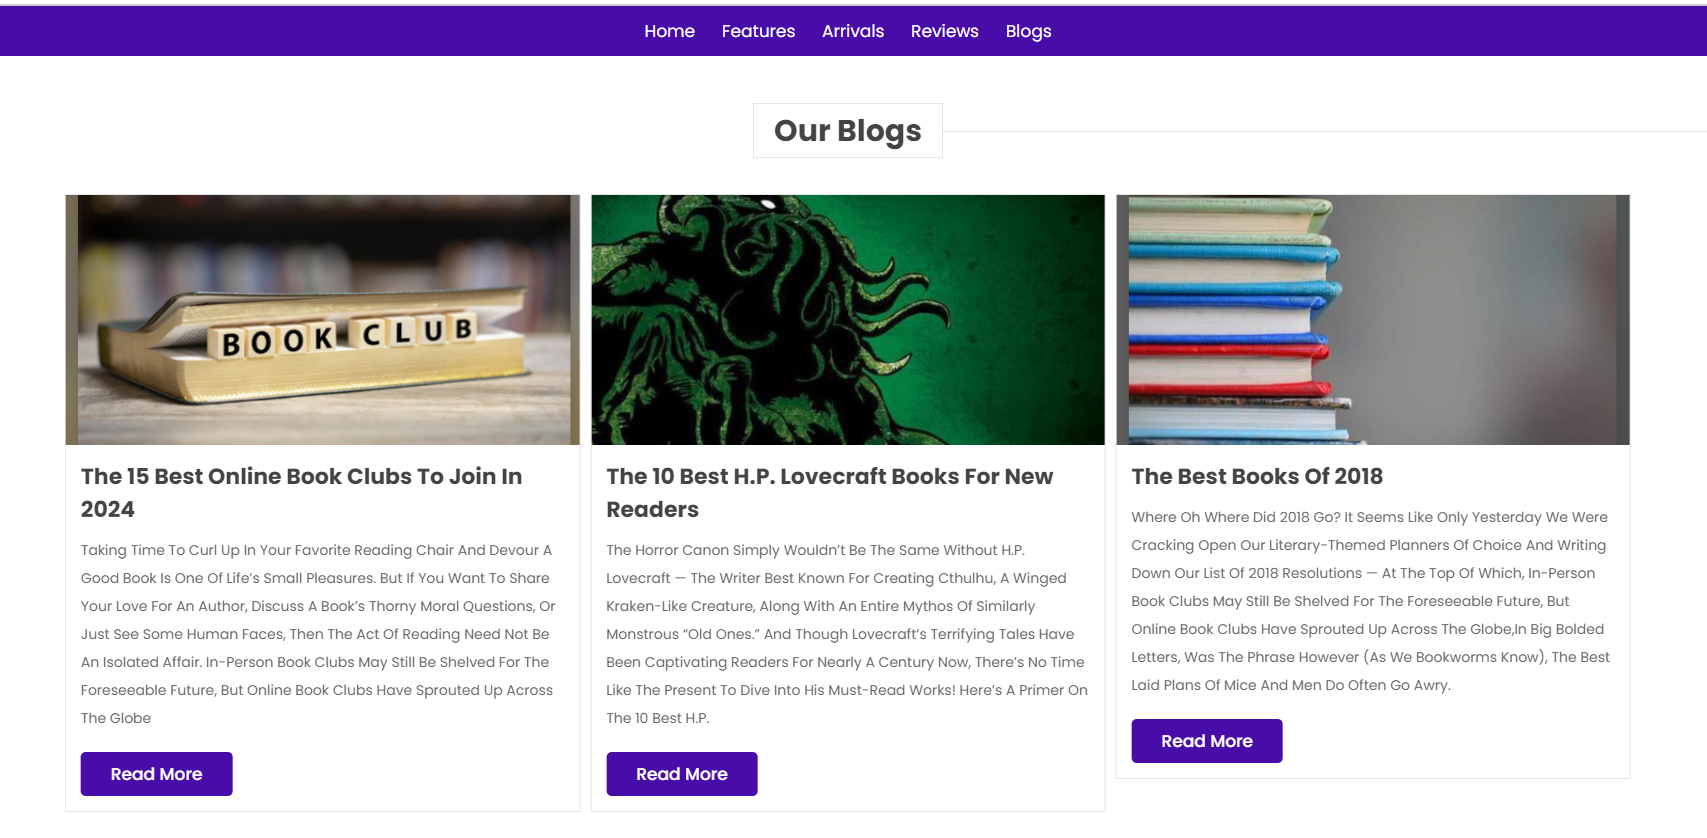 Home Features Arrivals Reviews Blogs
Our Blogs
BOOK CLUB
The 15 Best Online Book Clubs To Join In
2024
Taking Time To Curl Up In Your Favorite Reading Chair And Devour A
Good Book Is One Of Life’s Small Pleasures. But If You Want To Share
Your Love For An Author, Discuss A Book’s Thorny Moral Questions, Or
Just See Some Human Faces, Then The Act Of Reading Need Not Be
An Isolated Affair. In-Person Book Clubs May Still Be Shelved For The
Foreseeable Future, But Online Book Clubs Have Sprouted Up Across
The Globe
Read More
The 10 Best H.P. Lovecraft Books For New
Readers
The Horror Canon Simply Wouldn’t Be The Same Without H.P.
Lovecraft — The Writer Best Known For Creating Cthulhu, A Winged
Kraken-Like Creature, Along With An Entire Mythos Of Similarly
Monstrous “Old Ones.” And Though Lovecraft’s Terrifying Tales Have
Been Captivating Readers For Nearly A Century Now, There’s No Time
Like The Present To Dive Into His Must-Read Works! Here’s A Primer On
The 10 Best H.P.
Read More
The Best Books Of 2018
Where Oh Where Did 2018 Go? It Seems Like Only Yesterday We Were
Cracking Open Our Literary-Themed Planners Of Choice And Writing
Down Our List Of 2018 Resolutions — At The Top Of Which, In-Person
Book Clubs May Still Be Shelved For The Foreseeable Future, But
Online Book Clubs Have Sprouted Up Across The Globe,In Big Bolded
Letters, Was The Phrase However (As We Bookworms Know), The Best
Laid Plans Of Mice And Men Do Often Go Awry.
Read More